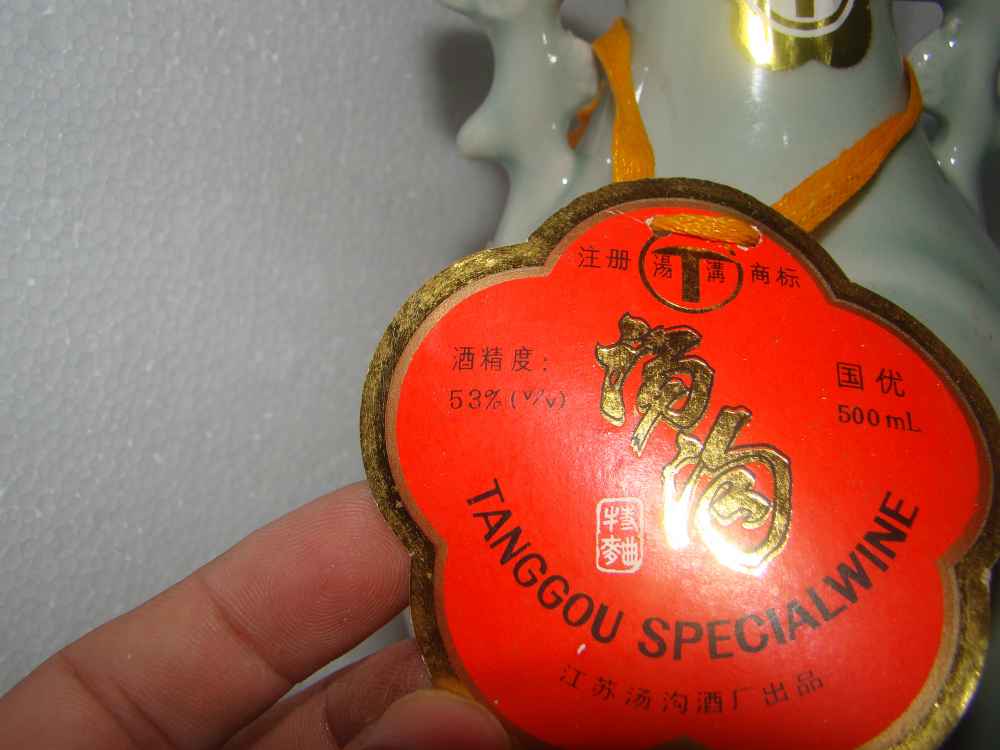 注册 湯 T 溝 商标
酒精度:
53%(V/V)
国优
500mL
汤沟
特麯
TANGGOU SPECIALWINE
江苏汤沟酒厂出品